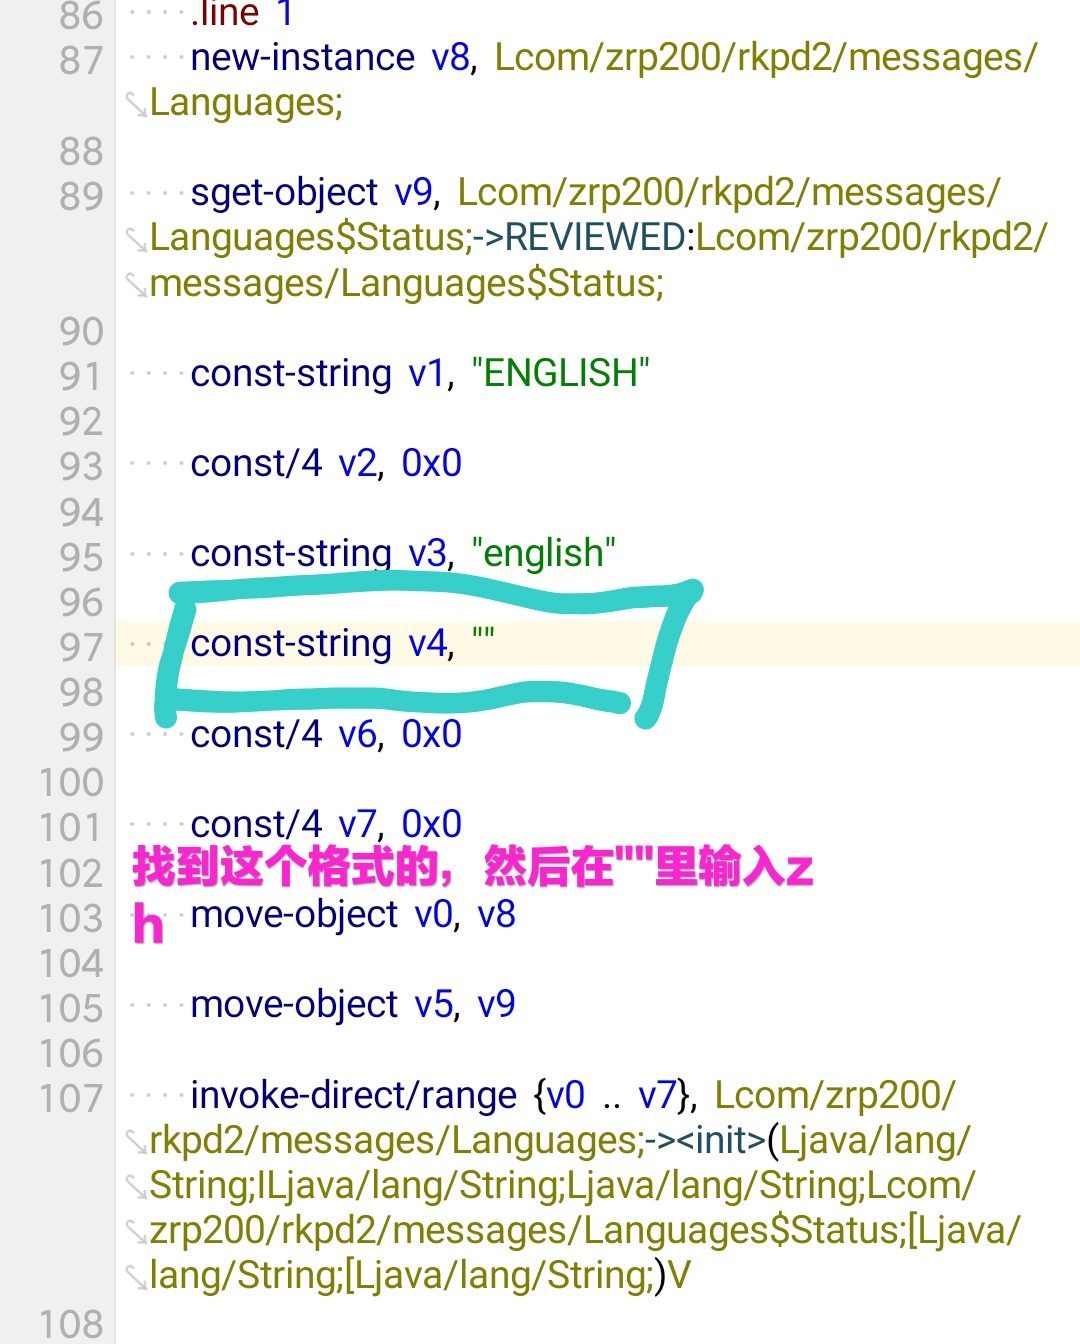 86 .line 1
87 new-instance v8, Lcom/zrp200/rkpd2/messages/
Languages;
88
89 sget-object v9, Lcom/zrp200/rkpd2/messages/
Languages$Status;->REVIEWED:Lcom/zrp200/rkpd2/
messages/Languages$Status;
90
91 const-string v1, "ENGLISH"
92
93 const/4 v2, 0x0
94
95 const-string v3, "english"
96
97 const-string v4, ""
98
99 const/4 v6, 0x0
100
101 const/4 v7, 0x0
102
找到这个格式的，然后在""里输入z
h
103 move-object v0, v8
104
105 move-object v5, v9
106
107 invoke-direct/range {v0 .. v7}, Lcom/zrp200/
rkpd2/messages/Languages;-><init>(Ljava/lang/
String;ILjava/lang/String;Ljava/lang/String;Lcom/
zrp200/rkpd2/messages/Languages$Status;[Ljava/
lang/String;[Ljava/lang/String;)V
108